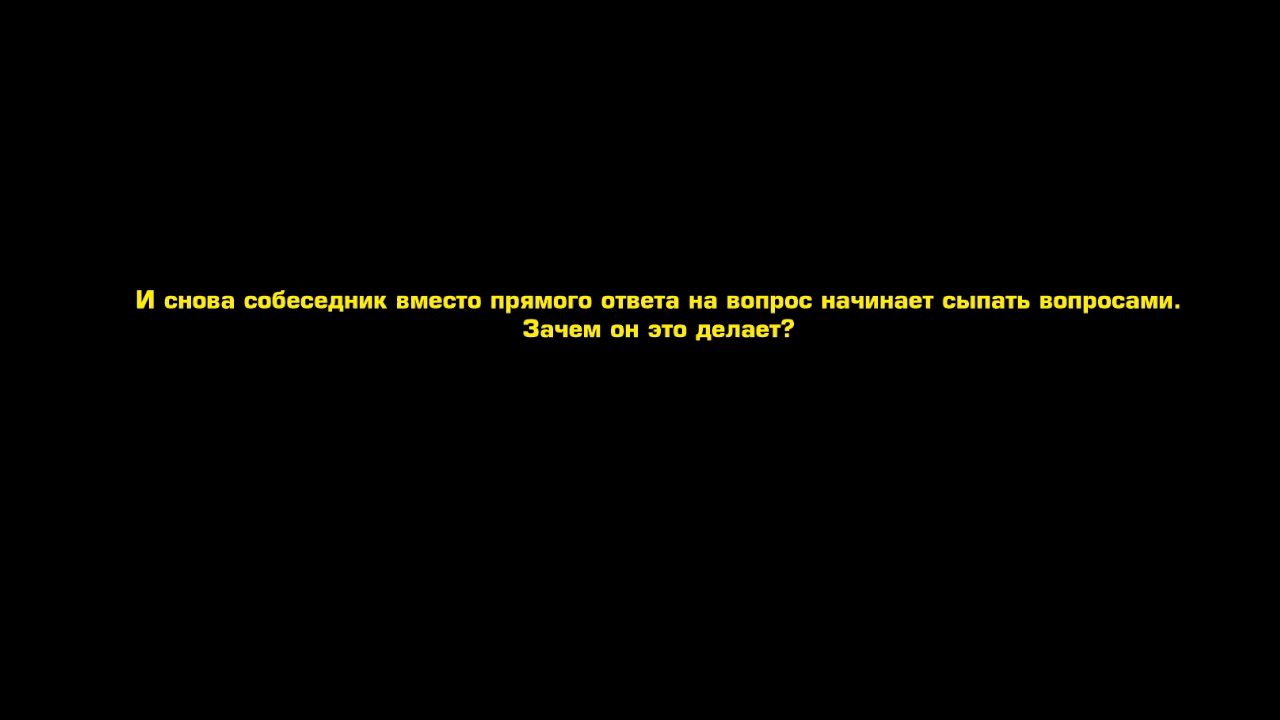 И снова собеседник вместо прямого ответа на вопрос начинает сыпать вопросами.
Зачем он это делает?